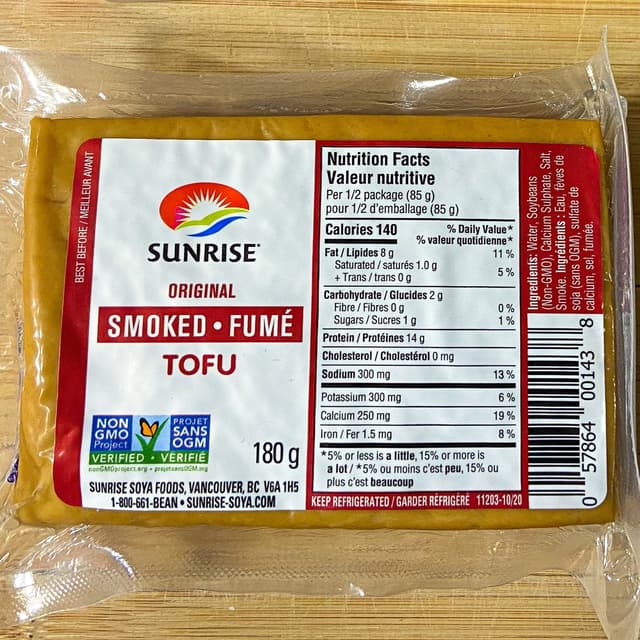 BEST BEFORE / MEILLEUR AVANT
SUNRISE
ORIGINAL
SMOKED • FUMÉ
TOFU
NON
GMO
Project
VERIFIED
nongmoproject.org
PROJET
SANS
OGM
VÉRIFIÉ
projetsansOGM.org
180 g
SUNRISE SOYA FOODS, VANCOUVER, BC V6A 1H5
1-800-661-BEAN • SUNRISE-SOYA.COM
Nutrition Facts
Valeur nutritive
Per 1/2 package (85 g)
pour 1/2 d'emballage (85 g)
Calories 140
% Daily Value*
% valeur quotidienne*
Fat / Lipides 8 g 11 %
Saturated / saturés 1.0 g
+ Trans / trans 0 g 5 %
Carbohydrate / Glucides 2 g
Fibre / Fibres 0 g 0 %
Sugars / Sucres 1 g 1 %
Protein / Protéines 14 g
Cholesterol / Cholestérol 0 mg
Sodium 300 mg 13 %
Potassium 300 mg 6 %
Calcium 250 mg 19 %
Iron / Fer 1.5 mg 8 %
*5% or less is a little, 15% or more is
a lot / *5% ou moins c'est peu, 15% ou
plus c'est beaucoup
KEEP REFRIGERATED / GARDER RÉFRIGÉRÉ 11203-10/20
Ingredients: Water, Soybeans
(Non-GMO), Calcium Sulphate, Salt,
Smoke. Ingrédients : Eau, fèves de
soja (sans OGM), sulfate de
calcium, sel, fumée.
0 57864 00143 8